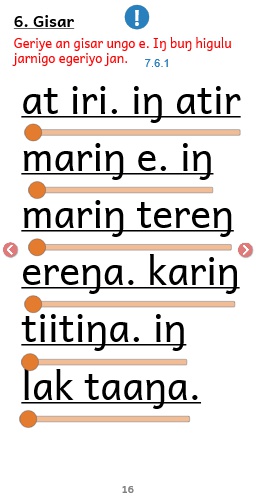 6. Gisar
!
Geriye an gisar ungo e. Iŋ buŋ higulu
jarnigo egeriyo jan.
7.6.1
at iri. iŋ atir
mariŋ e. iŋ
mariŋ tereŋ
ereŋa. kariŋ
tiitiŋa. iŋ
lak taaŋa.
16